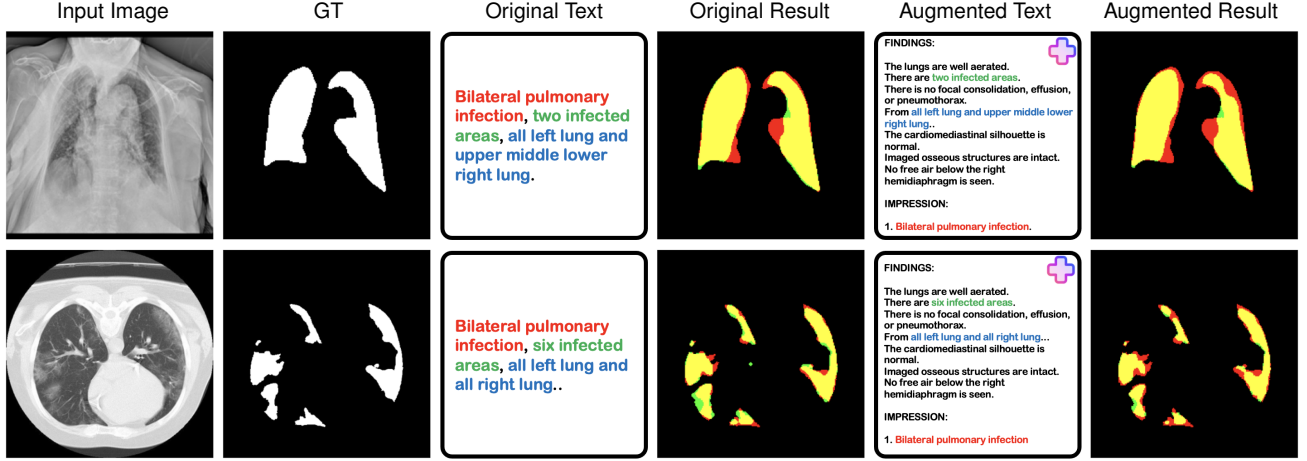 Input Image
GT
Original Text
Original Result
Augmented Text
Augmented Result
Bilateral pulmonary
infection, two infected
areas, all left lung and
upper middle lower
right lung.
FINDINGS:
The lungs are well aerated.
There are two infected areas.
There is no focal consolidation, effusion,
or pneumothorax.
From all left lung and upper middle lower
right lung..
The cardiomediastinal silhouette is
normal.
Imaged osseous structures are intact.
No free air below the right
hemidiaphragm is seen.
IMPRESSION:
1. Bilateral pulmonary infection.
Bilateral pulmonary
infection, six infected
areas, all left lung and
all right lung..
FINDINGS:
The lungs are well aerated.
There are six infected areas.
There is no focal consolidation, effusion,
or pneumothorax.
From all left lung and all right lung...
The cardiomediastinal silhouette is
normal.
Imaged osseous structures are intact.
No free air below the right
hemidiaphragm is seen.
IMPRESSION:
1. Bilateral pulmonary infection